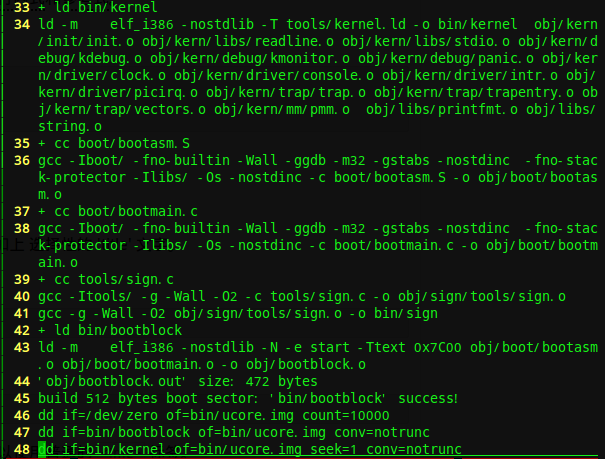 33 + ld bin/kernel
34 ld -m    elf_i386 -nostdlib -T tools/kernel.ld -o bin/kernel  obj/kern
/init/init.o obj/kern/libs/readline.o obj/kern/libs/stdio.o obj/kern/d
ebug/kdebug.o obj/kern/debug/kmonitor.o obj/kern/debug/panic.o obj/ker
n/driver/clock.o obj/kern/driver/console.o obj/kern/driver/intr.o obj/
kern/driver/picirq.o obj/kern/trap/trap.o obj/kern/trap/trapentry.o ob
j/kern/trap/vectors.o obj/kern/mm/pmm.o  obj/libs/printfmt.o obj/libs/
string.o
35 + cc boot/bootasm.S
36 gcc -Iboot/ -fno-builtin -Wall -ggdb -m32 -gstabs -nostdinc  -fno-stac
k-protector -Ilibs/ -Os -nostdinc -c boot/bootasm.S -o obj/boot/bootas
m.o
37 + cc boot/bootmain.c
38 gcc -Iboot/ -fno-builtin -Wall -ggdb -m32 -gstabs -nostdinc  -fno-stac
k-protector -Ilibs/ -Os -nostdinc -c boot/bootmain.c -o obj/boot/bootm
ain.o
39 + cc tools/sign.c
40 gcc -Itools/ -g -Wall -O2 -c tools/sign.c -o obj/sign/tools/sign.o
41 gcc -g -Wall -O2 obj/sign/tools/sign.o -o bin/sign
42 + ld bin/bootblock
43 ld -m    elf_i386 -nostdlib -N -e start -Ttext 0x7C00 obj/boot/bootasm
.o obj/boot/bootmain.o -o obj/bootblock.o
44 'obj/bootblock.out' size: 472 bytes
45 build 512 bytes boot sector: 'bin/bootblock' success!
46 dd if=/dev/zero of=bin/ucore.img count=10000
47 dd if=bin/bootblock of=bin/ucore.img conv=notrunc
48 dd if=bin/kernel of=bin/ucore.img seek=1 conv=notrunc